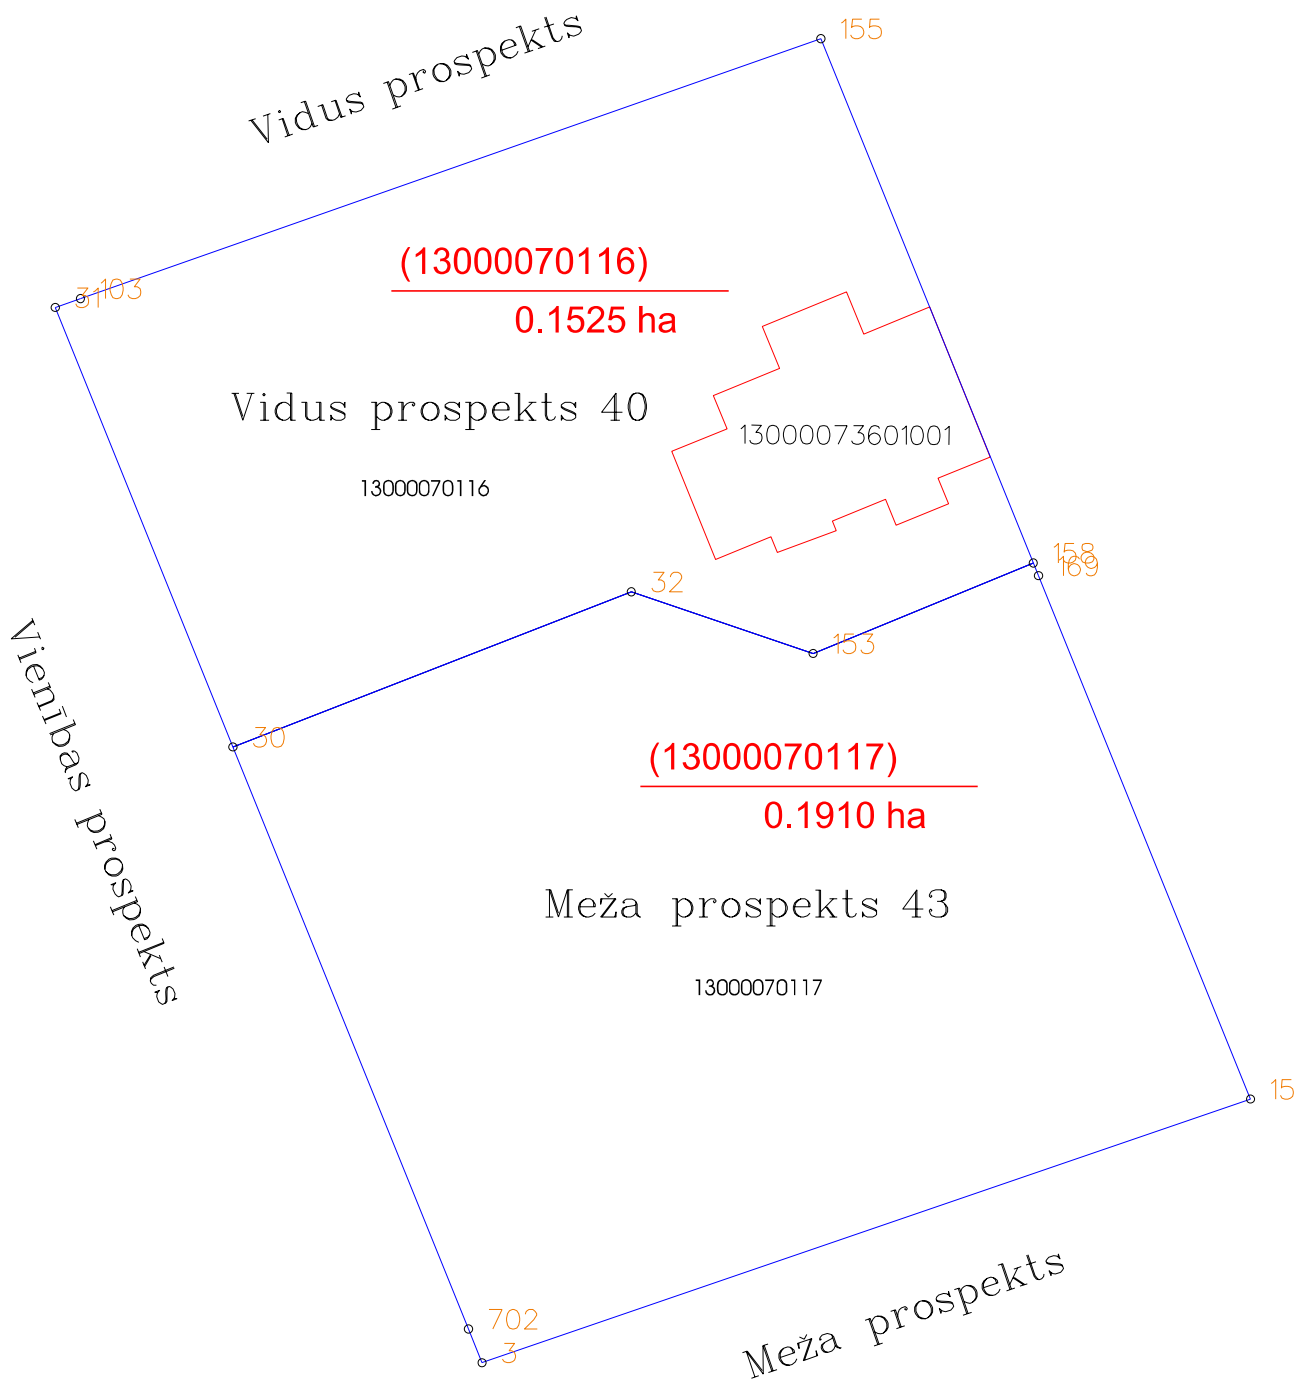 Vidus prospekts
155
31
103
(13000070116)
0.1525 ha
Vidus prospekts 40
13000073601001
13000070116
158
169
32
153
30
Vienības prospekts
(13000070117)
0.1910 ha
Meža prospekts 43
13000070117
15
702
3
Meža prospekts